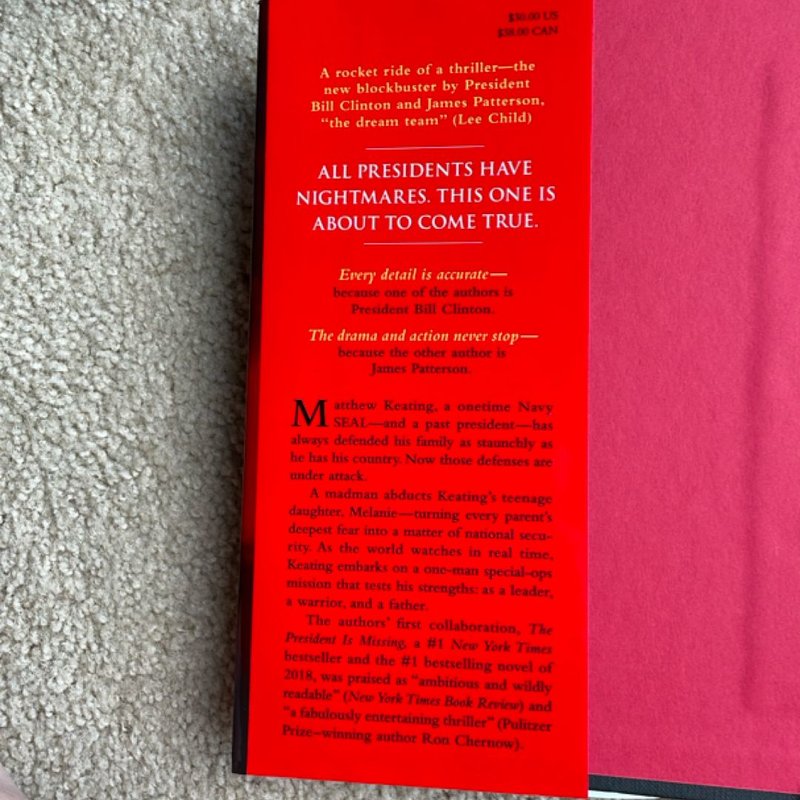 $30.00 US
$38.00 CAN
A rocket ride of a thriller—the
new blockbuster by President
Bill Clinton and James Patterson,
“the dream team” (Lee Child)
ALL PRESIDENTS HAVE
NIGHTMARES. THIS ONE IS
ABOUT TO COME TRUE.
Every detail is accurate—
because one of the authors is
President Bill Clinton.
The drama and action never stop—
because the other author is
James Patterson.
Matthew Keating, a onetime Navy
SEAL—and a past president—has
always defended his family as staunchly as
he has his country. Now those defenses are
under attack.
A madman abducts Keating’s teenage
daughter, Melanie—turning every parent’s
deepest fear into a matter of national secu-
rity. As the world watches in real time,
Keating embarks on a one-man special-ops
mission that tests his strengths: as a leader,
a warrior, and a father.
The authors’ first collaboration, The
President Is Missing, a #1 New York Times
bestseller and the #1 bestselling novel of
2018, was praised as “ambitious and wildly
readable” (New York Times Book Review) and
“a fabulously entertaining thriller” (Pulitzer
Prize–winning author Ron Chernow).